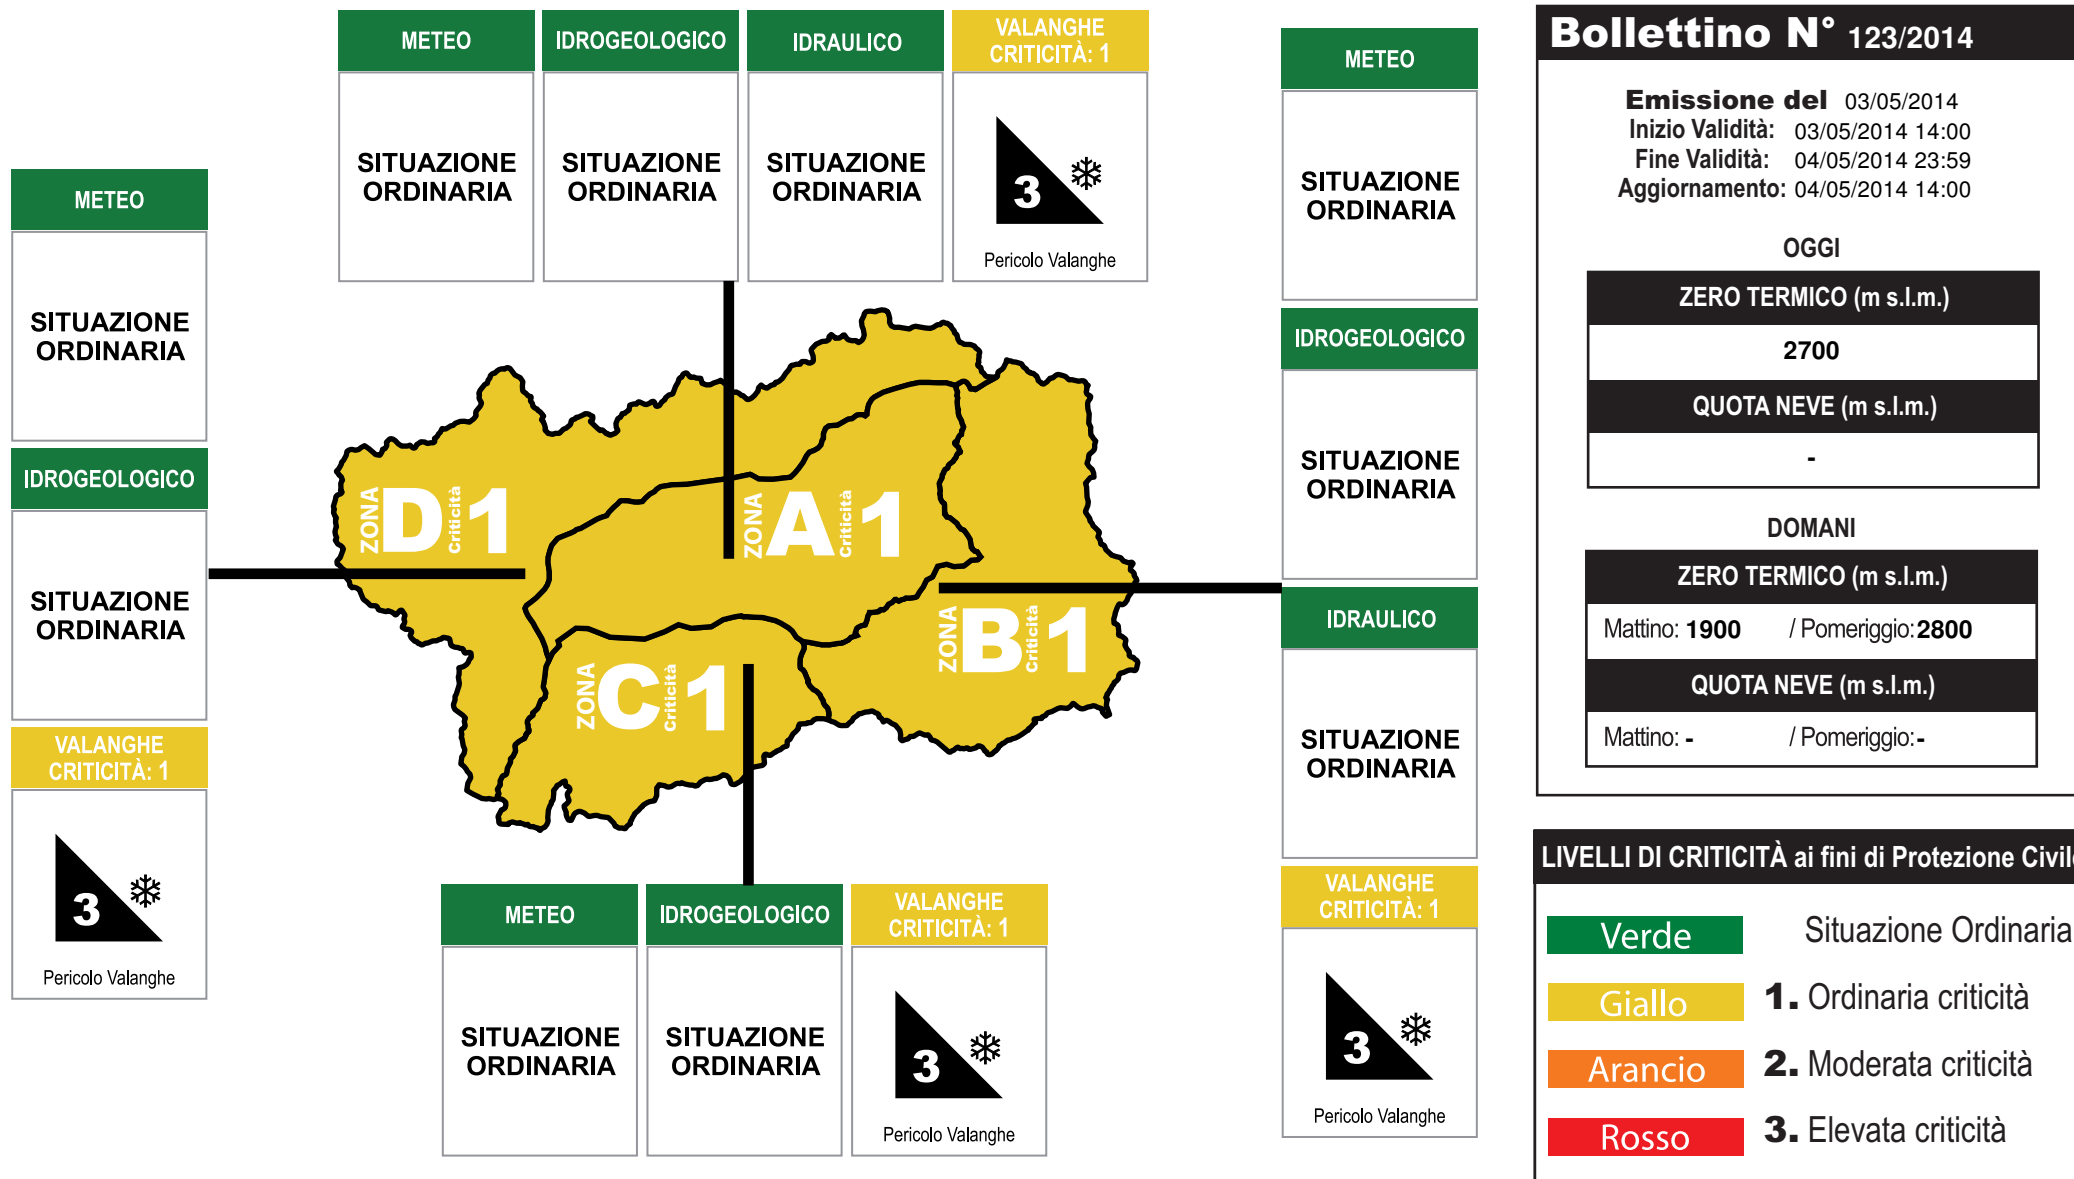 METEO
SITUAZIONE
ORDINARIA
IDROGEOLOGICO
SITUAZIONE
ORDINARIA
IDRAULICO
SITUAZIONE
ORDINARIA
VALANGHE
CRITICITÀ: 1
3
Pericolo Valanghe
METEO
SITUAZIONE
ORDINARIA
IDROGEOLOGICO
SITUAZIONE
ORDINARIA
VALANGHE
CRITICITÀ: 1
3
Pericolo Valanghe
ZONA D Criticità 1
ZONA A Criticità 1
ZONA B Criticità 1
ZONA C Criticità 1
METEO
SITUAZIONE
ORDINARIA
IDROGEOLOGICO
SITUAZIONE
ORDINARIA
VALANGHE
CRITICITÀ: 1
3
Pericolo Valanghe
METEO
SITUAZIONE
ORDINARIA
IDROGEOLOGICO
SITUAZIONE
ORDINARIA
IDRAULICO
SITUAZIONE
ORDINARIA
VALANGHE
CRITICITÀ: 1
3
Pericolo Valanghe
Bollettino N° 123/2014
Emissione del 03/05/2014
Inizio Validità: 03/05/2014 14:00
Fine Validità: 04/05/2014 23:59
Aggiornamento: 04/05/2014 14:00
OGGI
ZERO TERMICO (m s.l.m.)
2700
QUOTA NEVE (m s.l.m.)
-
DOMANI
ZERO TERMICO (m s.l.m.)
Mattino: 1900 / Pomeriggio: 2800
QUOTA NEVE (m s.l.m.)
Mattino: - / Pomeriggio: -
LIVELLI DI CRITICITÀ ai fini di Protezione Civile
Verde Situazione Ordinaria
Giallo 1. Ordinaria criticità
Arancio 2. Moderata criticità
Rosso 3. Elevata criticità